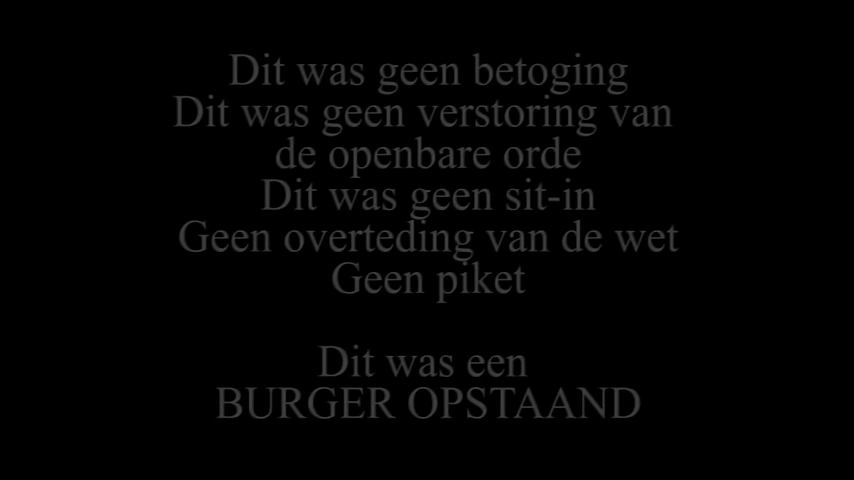 Dit was geen betoging
Dit was geen verstoring van
de openbare orde
Dit was geen sit-in
Geen overteding van de wet
Geen piket
Dit was een
BURGER OPSTAAND